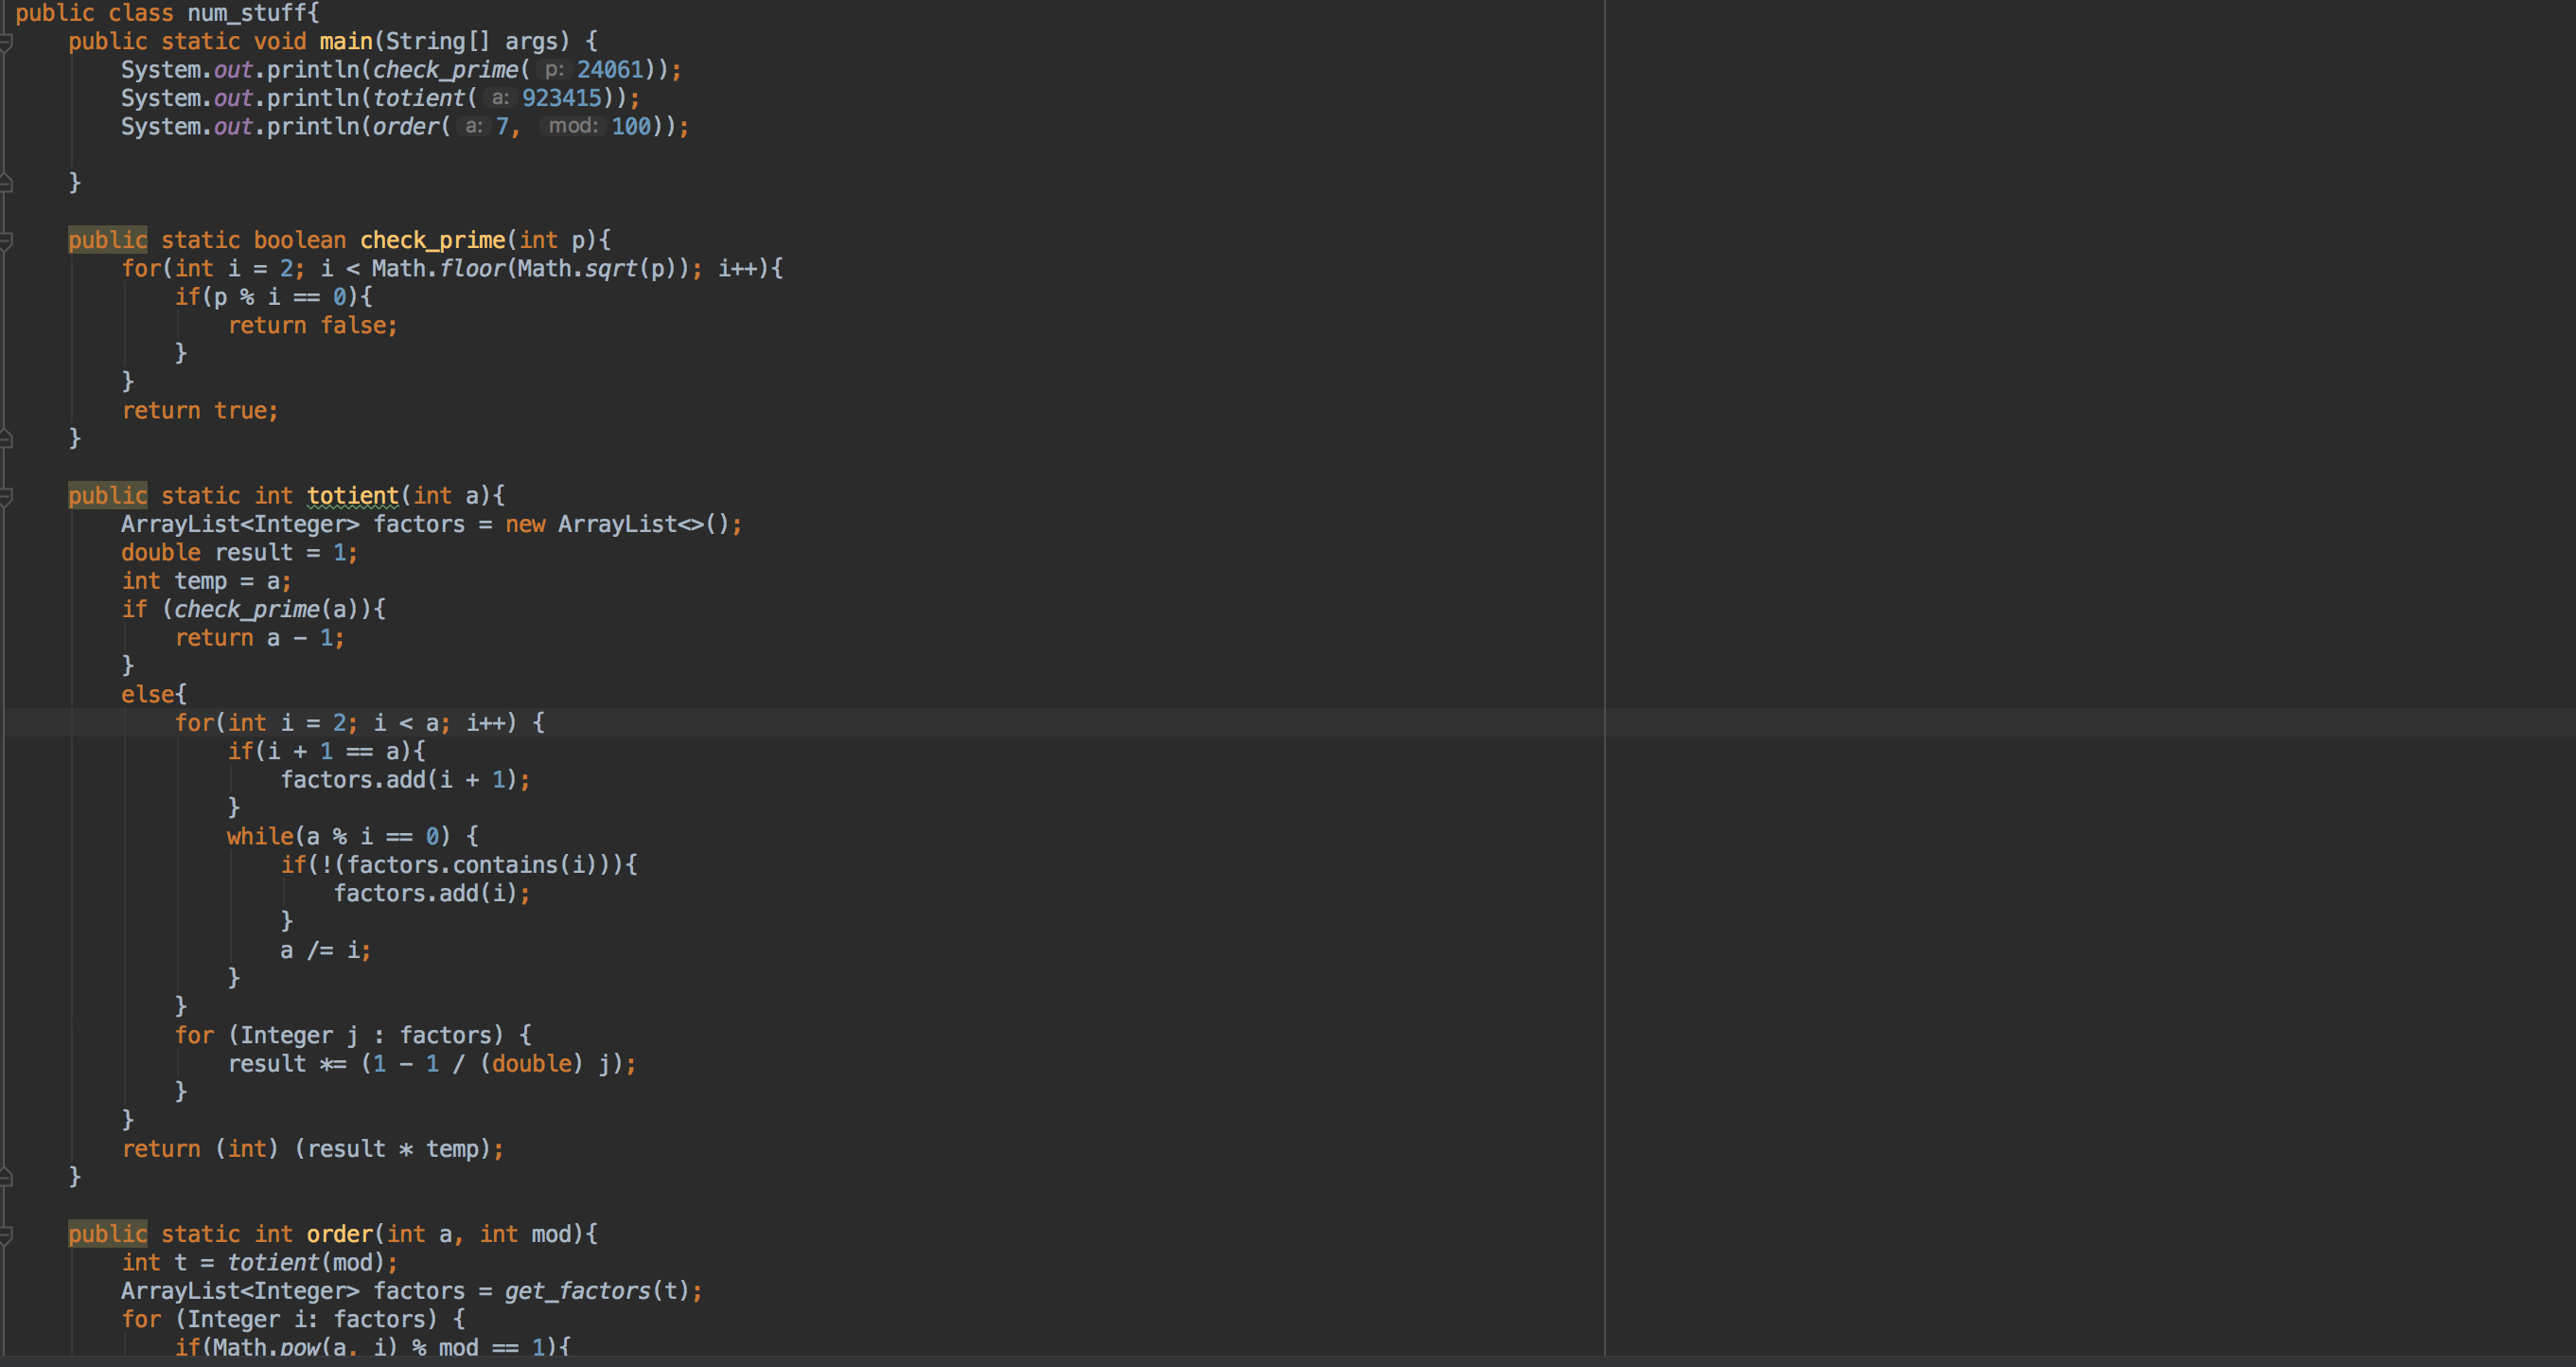 public class num_stuff{
public static void main(String[] args) {
System.out.println(check_prime( p: 24061));
System.out.println(totient( a: 923415));
System.out.println(order( a: 7, mod: 100));
}
public static boolean check_prime(int p){
for(int i = 2; i < Math.floor(Math.sqrt(p)); i++){
if(p % i == 0){
return false;
}
}
return true;
}
public static int totient(int a){
ArrayList<Integer> factors = new ArrayList<>();
double result = 1;
int temp = a;
if (check_prime(a)){
return a - 1;
}
else{
for(int i = 2; i < a; i++) {
if(i + 1 == a){
factors.add(i + 1);
}
while(a % i == 0) {
if(!(factors.contains(i))){
factors.add(i);
}
a /= i;
}
}
for (Integer j : factors) {
result *= (1 - 1 / (double) j);
}
}
return (int) (result * temp);
}
public static int order(int a, int mod){
int t = totient(mod);
ArrayList<Integer> factors = get_factors(t);
for (Integer i: factors) {
if(Math.pow(a, i) % mod == 1){